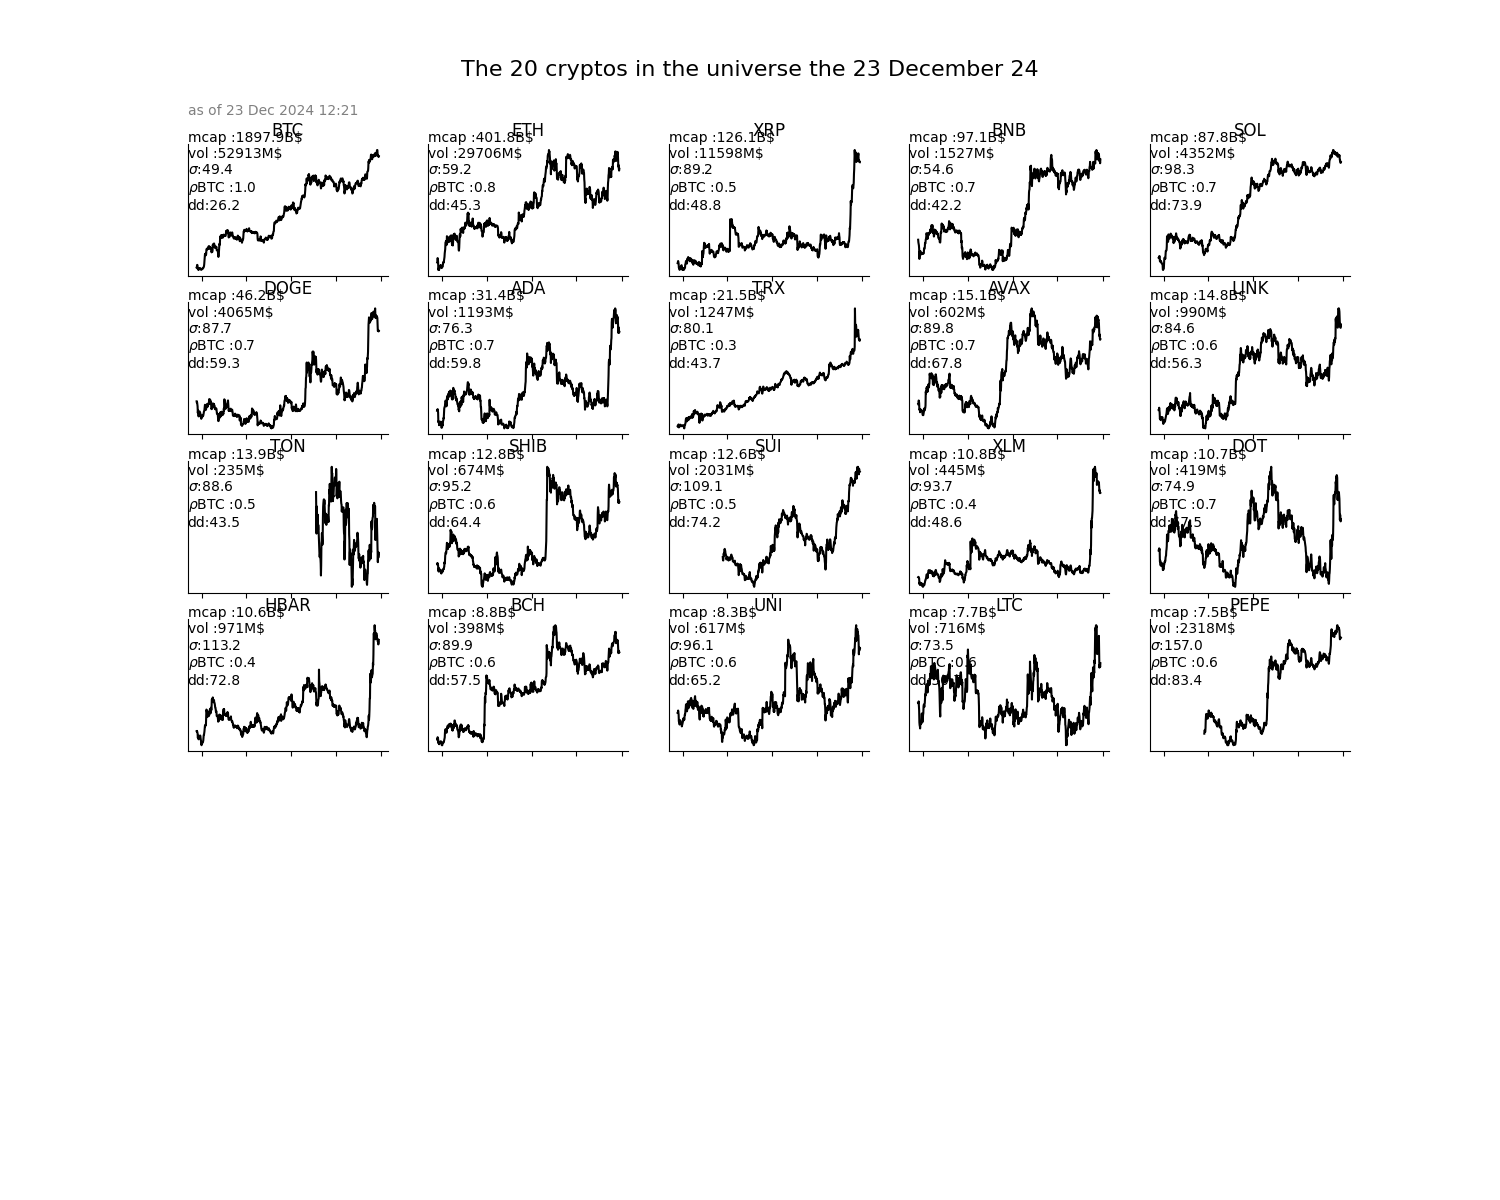 The 20 cryptos in the universe the 23 December 24
as of 23 Dec 2024 12:21
BTC
mcap :1897.9B$
vol :52913M$
σ:49.4
ρBTC :1.0
dd:26.2
ETH
mcap :401.8B$
vol :29706M$
σ:59.2
ρBTC :0.8
dd:45.3
XRP
mcap :126.1B$
vol :11598M$
σ:89.2
ρBTC :0.5
dd:48.8
BNB
mcap :97.1B$
vol :1527M$
σ:54.6
ρBTC :0.7
dd:42.2
SOL
mcap :87.8B$
vol :4352M$
σ:98.3
ρBTC :0.7
dd:73.9
DOGE
mcap :46.2B$
vol :4065M$
σ:87.7
ρBTC :0.7
dd:59.3
ADA
mcap :31.4B$
vol :1193M$
σ:76.3
ρBTC :0.7
dd:59.8
TRX
mcap :21.5B$
vol :1247M$
σ:80.1
ρBTC :0.3
dd:43.7
AVAX
mcap :15.1B$
vol :602M$
σ:89.8
ρBTC :0.7
dd:67.8
LINK
mcap :14.8B$
vol :990M$
σ:84.6
ρBTC :0.6
dd:56.3
TON
mcap :13.9B$
vol :235M$
σ:88.6
ρBTC :0.5
dd:43.5
SHIB
mcap :12.8B$
vol :674M$
σ:95.2
ρBTC :0.6
dd:64.4
SUI
mcap :12.6B$
vol :2031M$
σ:109.1
ρBTC :0.5
dd:74.2
XLM
mcap :10.8B$
vol :445M$
σ:93.7
ρBTC :0.4
dd:48.6
DOT
mcap :10.7B$
vol :419M$
σ:74.9
ρBTC :0.7
HBAR
mcap :10.6B$
vol :971M$
σ:113.2
ρBTC :0.4
dd:72.8
BCH
mcap :8.8B$
vol :398M$
σ:89.9
ρBTC :0.6
dd:57.5
UNI
mcap :8.3B$
vol :617M$
σ:96.1
ρBTC :0.6
dd:65.2
LTC
mcap :7.7B$
vol :716M$
σ:73.5
ρBTC :0.6
PEPE
mcap :7.5B$
vol :2318M$
σ:157.0
ρBTC :0.6
dd:83.4